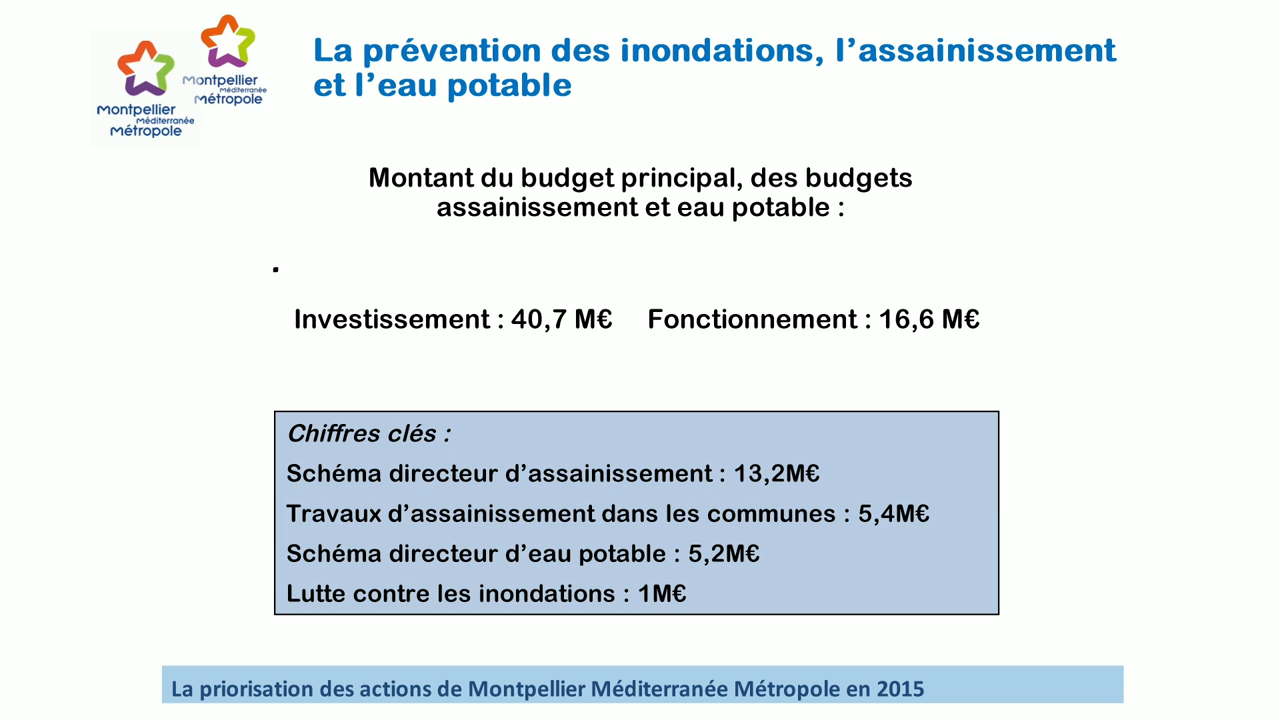 montpellier
méditerranée
métropole
montpellier
méditerranée
métropole
La prévention des inondations, l’assainissement
et l’eau potable
Montant du budget principal, des budgets
assainissement et eau potable :
.
Investissement : 40,7 M€ Fonctionnement : 16,6 M€
Chiffres clés :
Schéma directeur d’assainissement : 13,2M€
Travaux d’assainissement dans les communes : 5,4M€
Schéma directeur d’eau potable : 5,2M€
Lutte contre les inondations : 1M€
La priorisation des actions de Montpellier Méditerranée Métropole en 2015